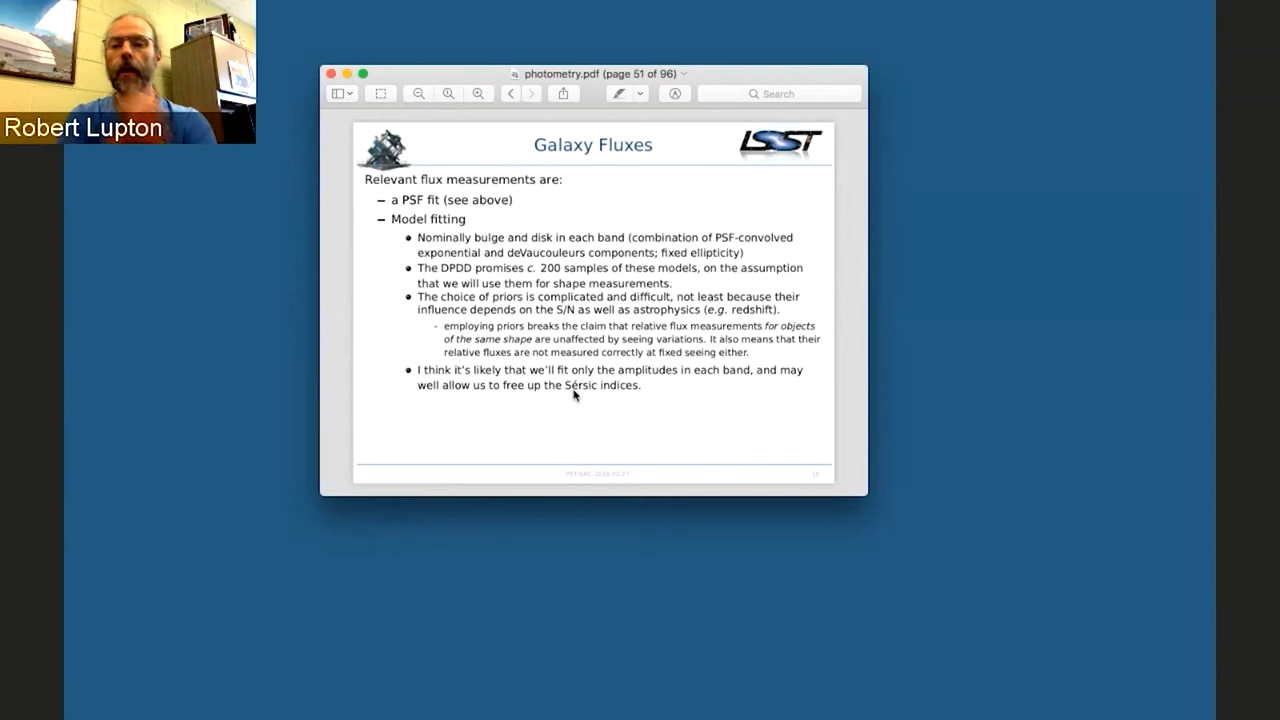 Robert Lupton
photometry.pdf (page 51 of 96)
Search
Galaxy Fluxes
LSST
Relevant flux measurements are:
– a PSF fit (see above)
– Model fitting
• Nominally bulge and disk in each band (combination of PSF-convolved
exponential and deVaucouleurs components; fixed ellipticity)
• The DPDD promises c. 200 samples of these models, on the assumption
that we will use them for shape measurements.
• The choice of priors is complicated and difficult, not least because their
influence depends on the S/N as well as astrophysics (e.g. redshift).
- employing priors breaks the claim that relative flux measurements for objects
of the same shape are unaffected by seeing variations. It also means that their
relative fluxes are not measured correctly at fixed seeing either.
• I think it's likely that we'll fit only the amplitudes in each band, and may
well allow us to free up the Sérsic indices.